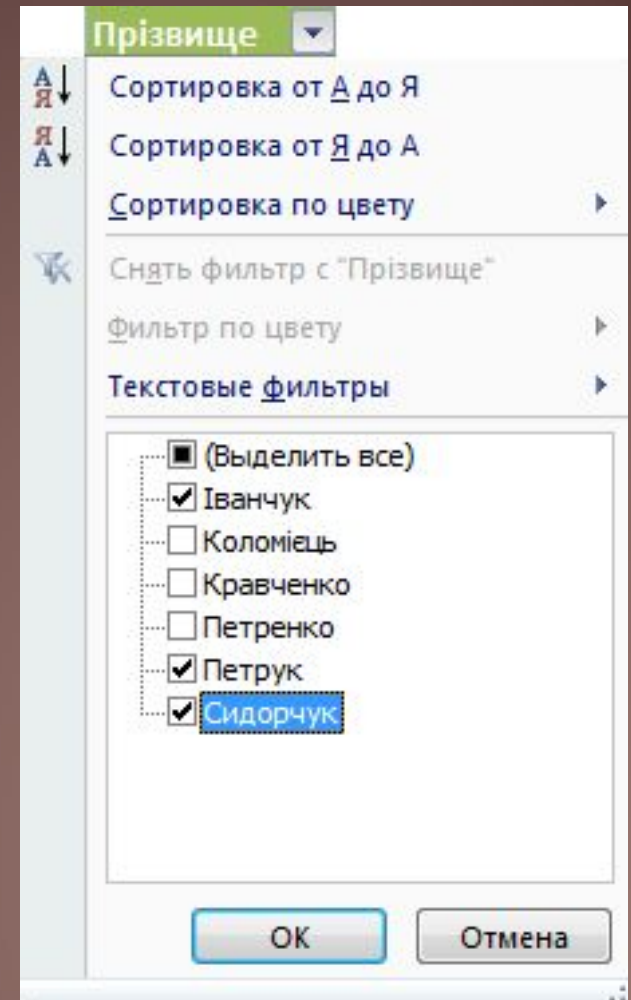 Прізвище
Сортировка от А до Я
Сортировка от Я до А
Сортировка по цвету
Снять фильтр с "Прізвище"
Фильтр по цвету
Текстовые фильтры
(Выделить все)
Іванчук
Коломієць
Кравченко
Петренко
Петрук
Сидорчук
ОК
Отмена